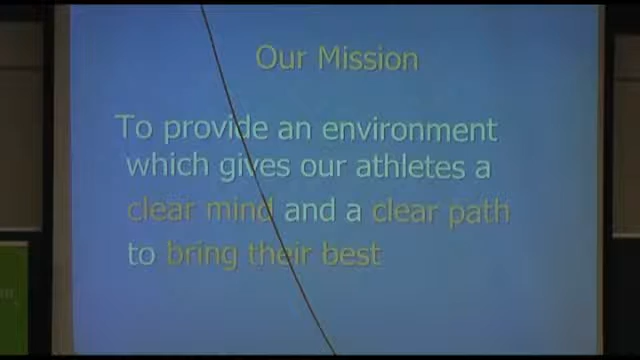 Our Mission
To provide an environment
which gives our athletes a
clear mind and a clear path
to bring their best